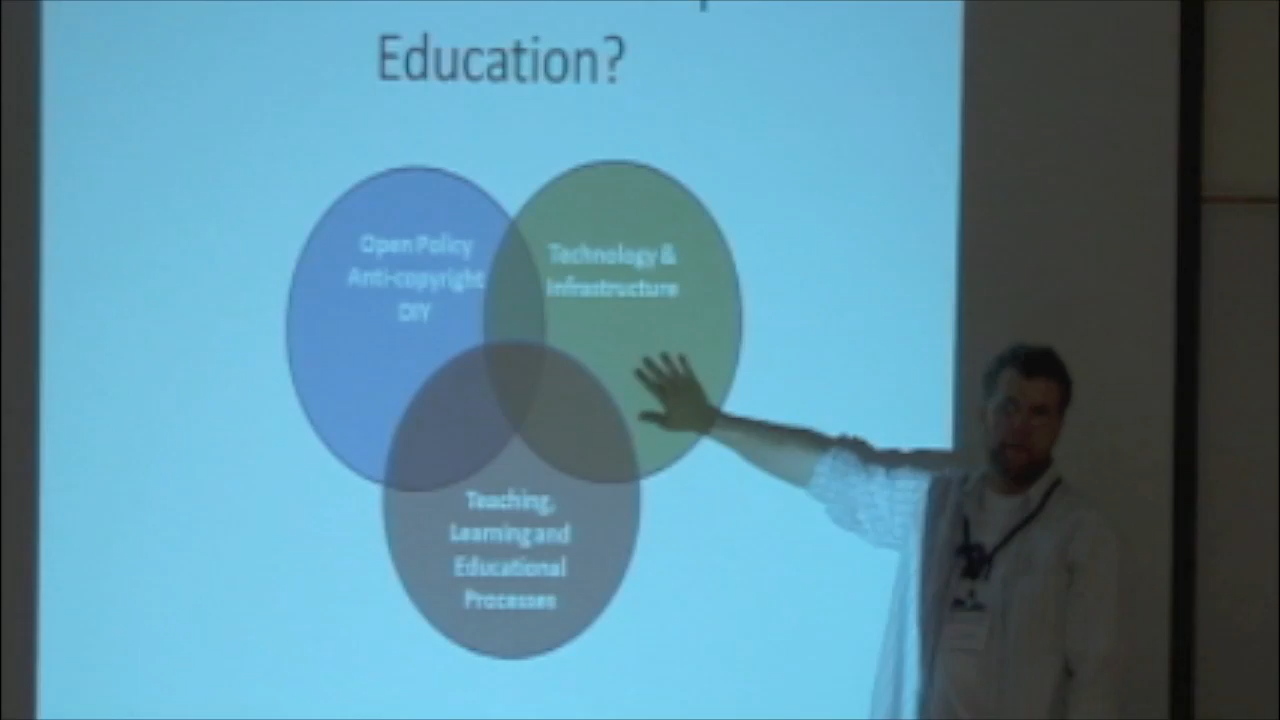 Education?
Open Policy
Anti-copyright
DIY
Technology &
Infrastructure
Teaching,
Learning and
Educational
Processes